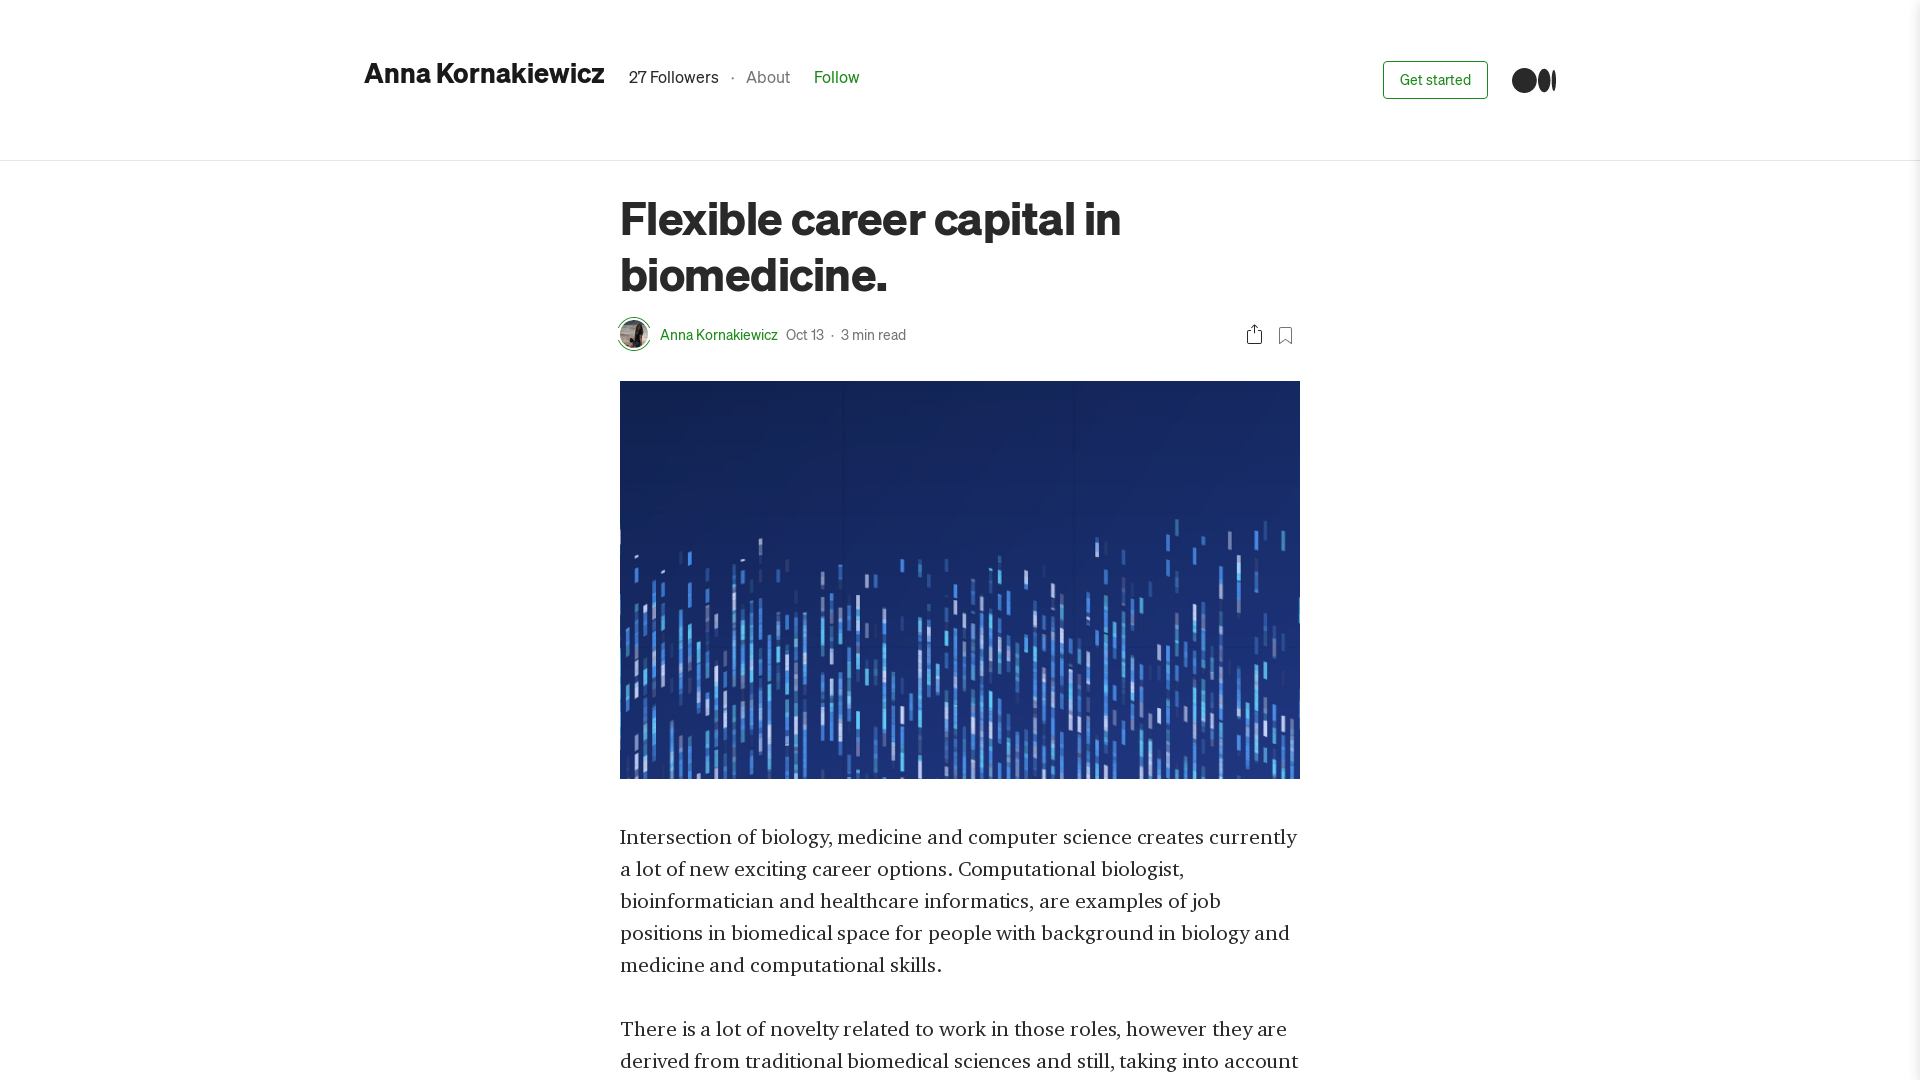 Anna Kornakiewicz
27 Followers · About Follow
Get started
Flexible career capital in
biomedicine.
Anna Kornakiewicz Oct 13 · 3 min read
Intersection of biology, medicine and computer science creates currently
a lot of new exciting career options. Computational biologist,
bioinformatician and healthcare informatics, are examples of job
positions in biomedical space for people with background in biology and
medicine and computational skills.
There is a lot of novelty related to work in those roles, however they are
derived from traditional biomedical sciences and still, taking into account